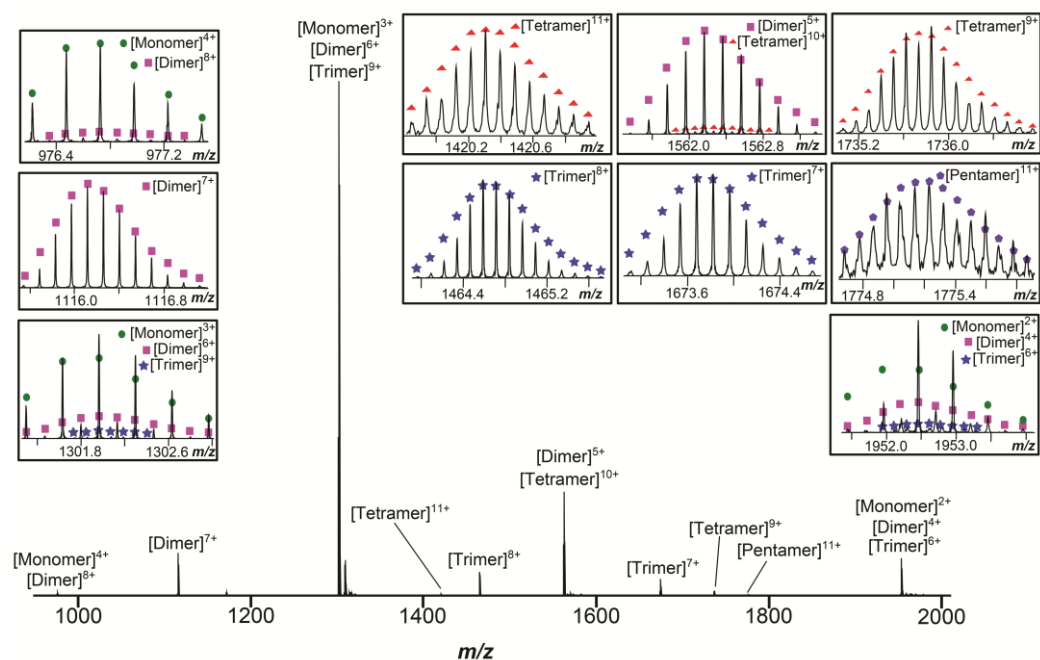 [Monomer]4+
[Dimer]8+
976.4 977.2 m/z
[Dimer]7+
1116.0 1116.8 m/z
[Monomer]3+
[Dimer]6+
[Trimer]9+
1301.8 1302.6 m/z
[Monomer]3+
[Dimer]6+
[Trimer]9+
[Tetramer]11+
1420.2 1420.6 m/z
[Dimer]5+
[Tetramer]10+
1562.0 1562.8 m/z
[Tetramer]9+
1735.2 1736.0 m/z
[Trimer]8+
1464.4 1465.2 m/z
[Trimer]7+
1673.6 1674.4 m/z
[Pentamer]11+
1774.8 1775.4 m/z
[Monomer]2+
[Dimer]4+
[Trimer]6+
1952.0 1953.0 m/z
[Monomer]4+
[Dimer]8+
[Dimer]7+
[Tetramer]11+
[Trimer]8+
[Dimer]5+
[Tetramer]10+
[Trimer]7+
[Tetramer]9+
[Pentamer]11+
[Monomer]2+
[Dimer]4+
[Trimer]6+
1000 1200 1400 1600 1800 2000
m/z